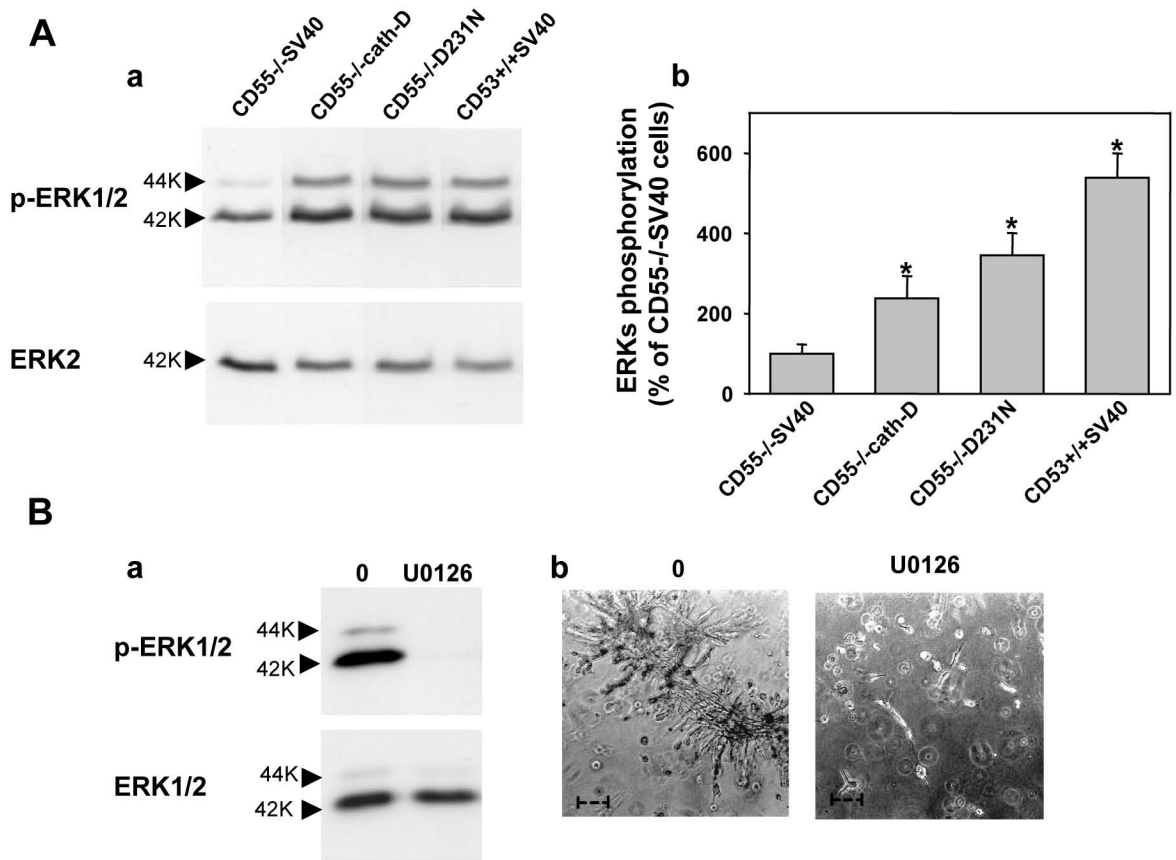 A
a
CD55-/-SV40
CD55-/-cath-D
CD55-/-D231N
CD53+/+SV40
p-ERK1/2
44K
42K
ERK2
42K
b
ERKs phosphorylation
(% of CD55-/-SV40 cells)
600
400
200
0
*
*
*
CD55-/-SV40
CD55-/-cath-D
CD55-/-D231N
CD53+/+SV40
B
a
0 U0126
p-ERK1/2
44K
42K
ERK1/2
44K
42K
b
0
U0126